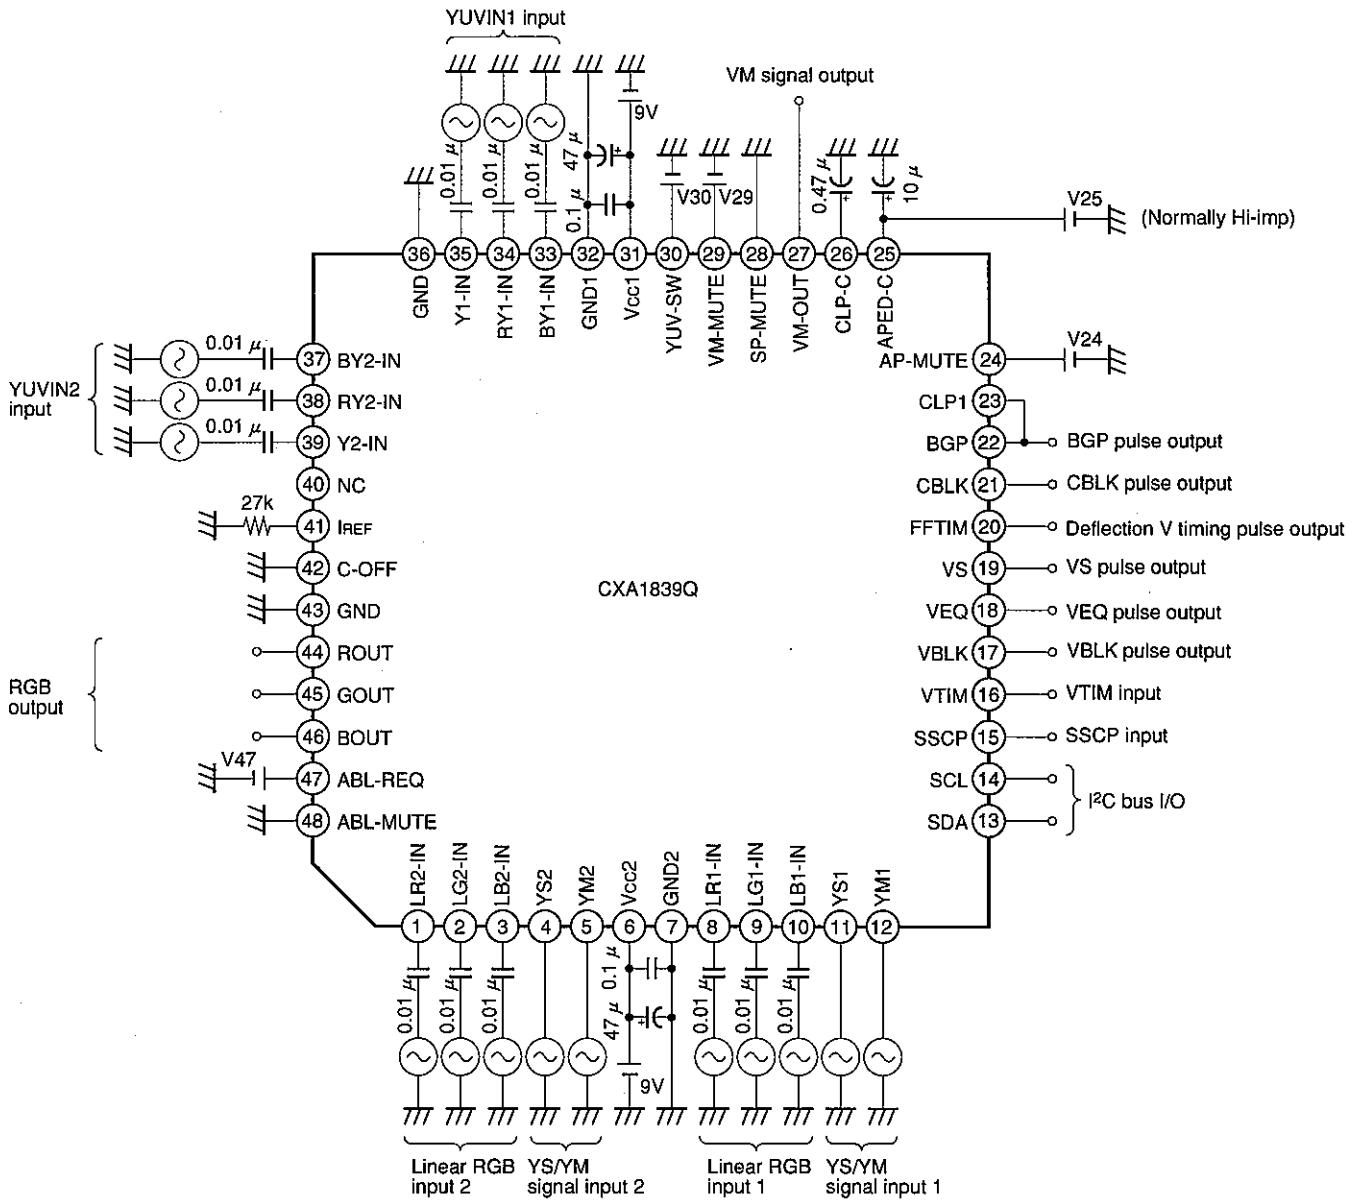 YUVIN1 input
VM signal output
9V
47 μ
0.01 μ
0.01 μ
0.01 μ
0.1 μ
V30
V29
0.47 μ
10 μ
V25
(Normally Hi-imp)
36
35
34
33
32
31
30
29
28
27
26
25
GND
Y1-IN
RY1-IN
BY1-IN
GND1
Vcc1
YUV-SW
VM-MUTE
SP-MUTE
VM-OUT
CLP-C
APED-C
YUVIN2
input
0.01 μ
37 BY2-IN
0.01 μ
38 RY2-IN
0.01 μ
39 Y2-IN
40 NC
27k
41 IREF
42 C-OFF
43 GND
RGB
output
44 ROUT
45 GOUT
46 BOUT
V47
47 ABL-REQ
48 ABL-MUTE
CXA1839Q
V24
AP-MUTE 24
CLP1 23
BGP 22 BGP pulse output
CBLK 21 CBLK pulse output
FFTIM 20 Deflection V timing pulse output
VS 19 VS pulse output
VEQ 18 VEQ pulse output
VBLK 17 VBLK pulse output
VTIM 16 VTIM input
SSCP 15 SSCP input
SCL 14
I²C bus I/O
SDA 13
LR2-IN
LG2-IN
LB2-IN
YS2
YM2
Vcc2
GND2
LR1-IN
LG1-IN
LB1-IN
YS1
YM1
1
2
3
4
5
6
7
8
9
10
11
12
0.01 μ
0.01 μ
0.01 μ
0.1 μ
47 μ
9V
0.01 μ
0.01 μ
0.01 μ
Linear RGB
input 2
YS/YM
signal input 2
Linear RGB
input 1
YS/YM
signal input 1